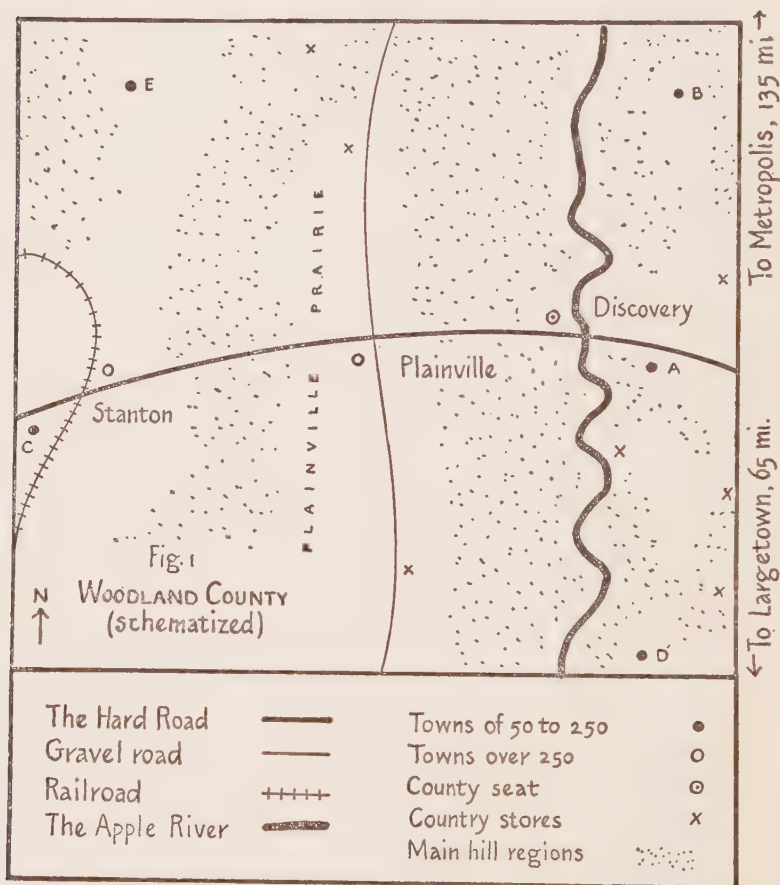 E
B
To Metropolis, 135 mi
PLAINVILLE PRAIRIE
Discovery
Plainville
A
Stanton
C
To Largetown, 65 mi.
Fig. 1
N
WOODLAND COUNTY
(schematized)
D
The Hard Road
Gravel road
Railroad
The Apple River
Towns of 50 to 250
Towns over 250
County seat
Country stores
x
Main hill regions